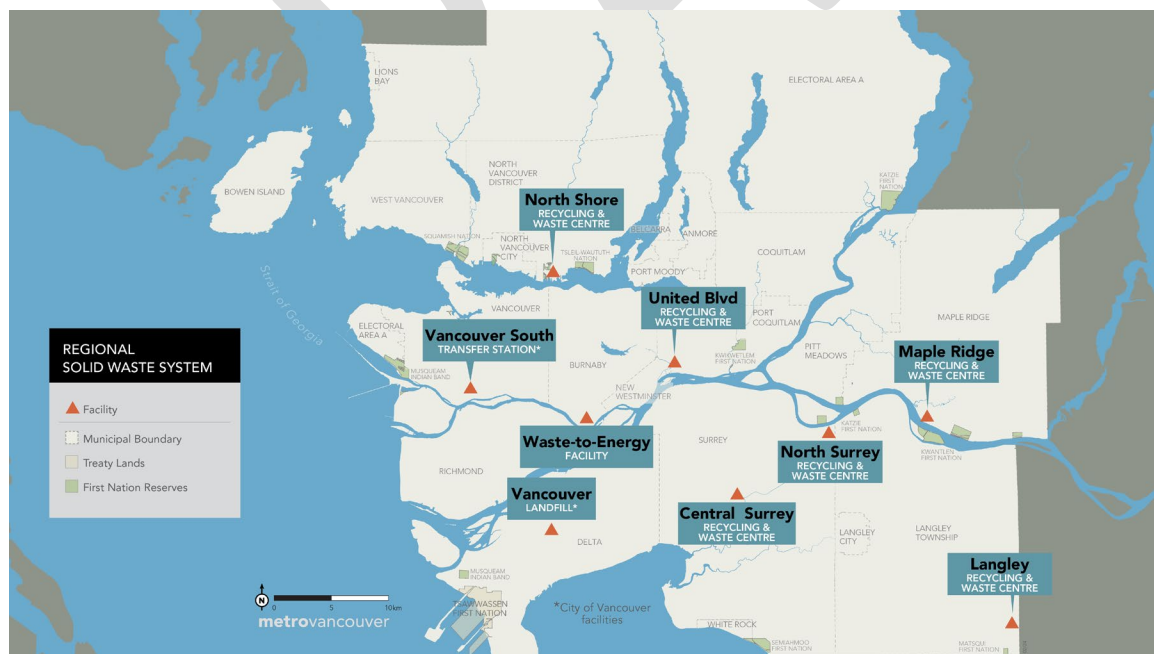 LIONS
BAY
ELECTORAL AREA A
BOWEN ISLAND
NORTH
VANCOUVER
DISTRICT
WEST VANCOUVER
KATZIE
FIRST
NATION
North Shore
RECYCLING &
WASTE CENTRE
SQUAMISH NATION
NORTH
VANCOUVER
CITY
TSLEIL-WAUTUTH
NATION
BELCARRA
ANMORE
COQUITLAM
PORT MOODY
Strait of Georgia
United Blvd
RECYCLING &
WASTE CENTRE
VANCOUVER
PORT
COQUITLAM
MAPLE RIDGE
ELECTORAL
AREA A
Vancouver South
TRANSFER STATION*
MUSQUEAM
INDIAN BAND
BURNABY
KWIKWETLEM
FIRST NATION
PITT
MEADOWS
Maple Ridge
RECYCLING &
WASTE CENTRE
REGIONAL
SOLID WASTE SYSTEM
Facility
Municipal Boundary
Treaty Lands
First Nation Reserves
NEW
WESTMINSTER
Waste-to-Energy
FACILITY
SURREY
KATZIE
FIRST NATION
North Surrey
RECYCLING &
WASTE CENTRE
KWANTLEN
FIRST NATION
RICHMOND
Vancouver
LANDFILL*
Central Surrey
RECYCLING &
WASTE CENTRE
DELTA
LANGLEY
CITY
LANGLEY
TOWNSHIP
Langley
RECYCLING &
WASTE CENTRE
MUSQUEAM
INDIAN BAND
TSAWWASSEN
FIRST NATION
*City of Vancouver
facilities
WHITE ROCK
SEMIAHMOO
FIRST NATION
MATSQUI
FIRST NATION
N
0 5 10km
metrovancouver